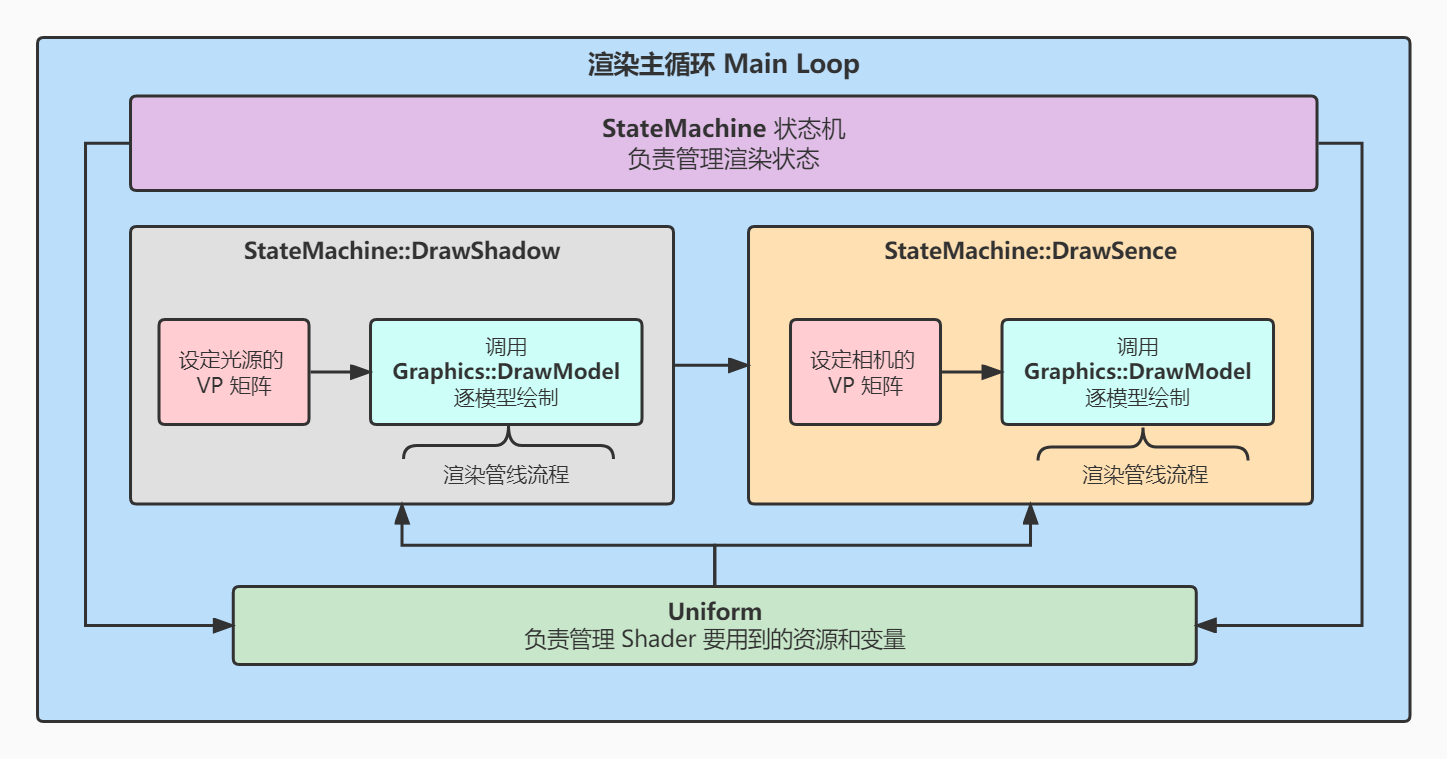 渲染主循环 Main Loop
StateMachine 状态机
负责管理渲染状态
StateMachine::DrawShadow
设定光源的
VP 矩阵
调用
Graphics::DrawModel
逐模型绘制
渲染管线流程
StateMachine::DrawSence
设定相机的
VP 矩阵
调用
Graphics::DrawModel
逐模型绘制
渲染管线流程
Uniform
负责管理 Shader 要用到的资源和变量